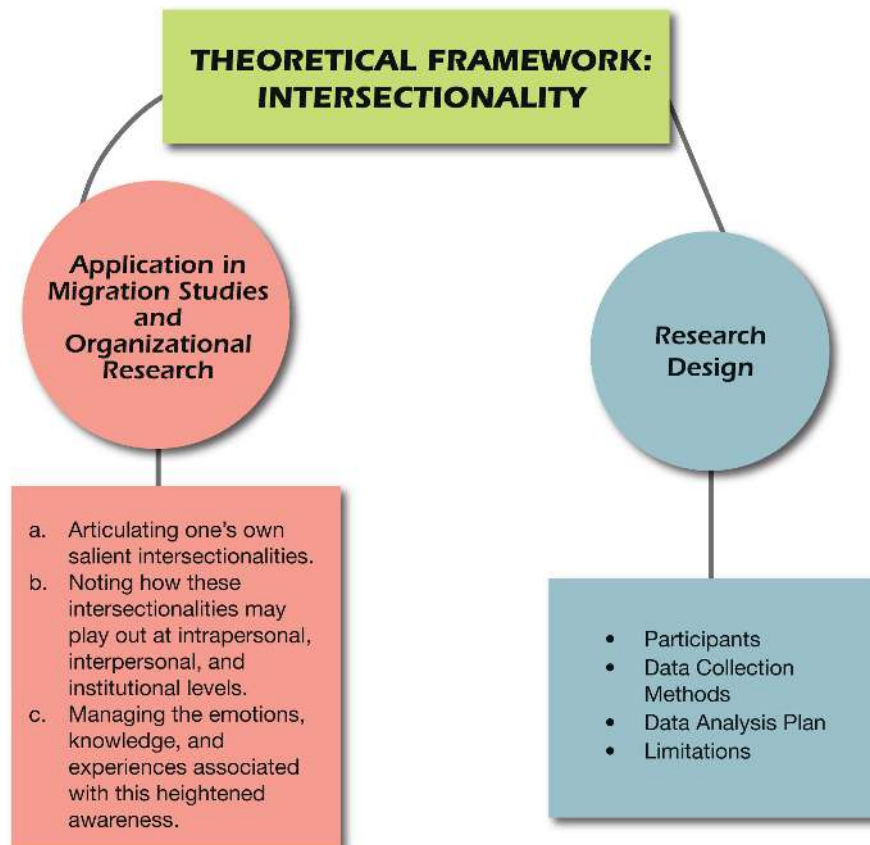 THEORETICAL FRAMEWORK:
INTERSECTIONALITY
Application in
Migration Studies
and
Organizational
Research
a. Articulating one's own
salient intersectionalities.
b. Noting how these
intersectionalities may
play out at intrapersonal,
interpersonal, and
institutional levels.
c. Managing the emotions,
knowledge, and
experiences associated
with this heightened
awareness.
Research
Design
• Participants
• Data Collection
Methods
• Data Analysis Plan
• Limitations